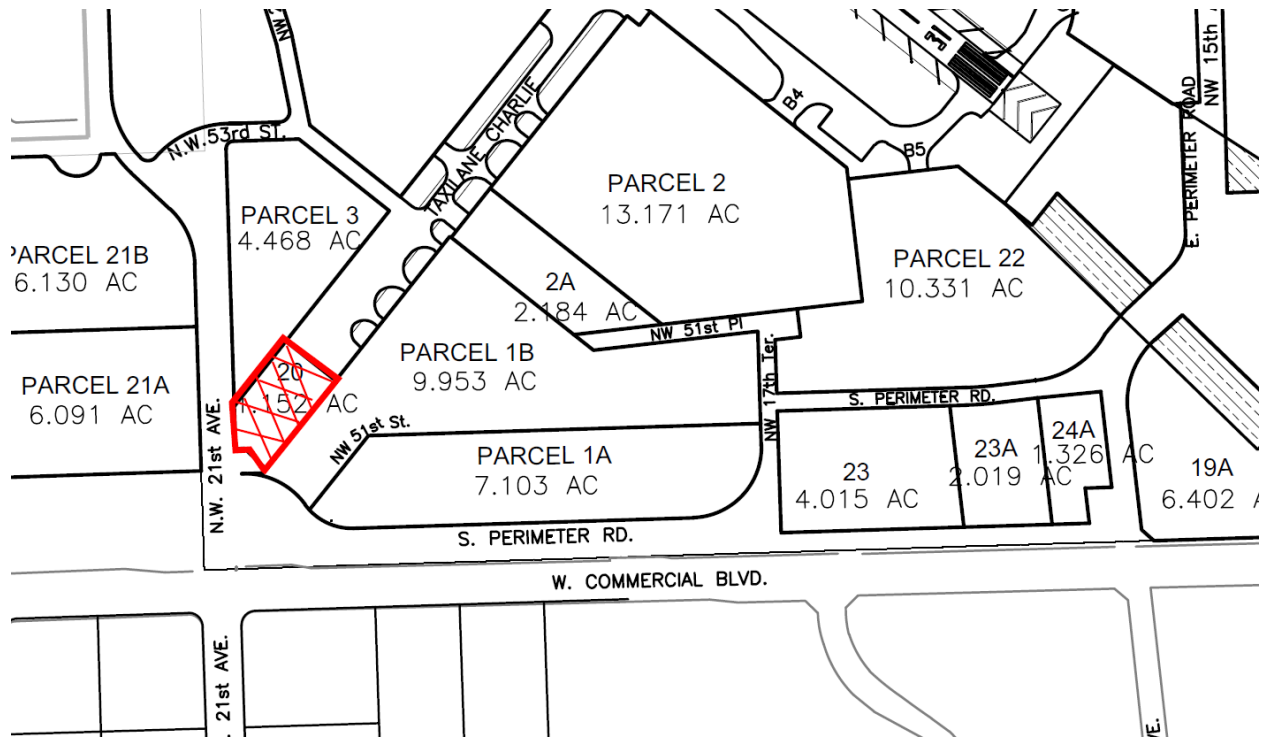 NW
NW 15th
E. PERIMETER ROAD
B4
B5
N.W.53rd ST.
TAXILANE CHARLIE
PARCEL 2
13.171 AC
PARCEL 3
4.468 AC
PARCEL 21B
6.130 AC
2A
2.184 AC
PARCEL 22
10.331 AC
NW 51st Pl
NW 17th Ter.
PARCEL 1B
9.953 AC
20
1.152 AC
PARCEL 21A
6.091 AC
N.W. 21st AVE.
NW 51st St.
S. PERIMETER RD.
PARCEL 1A
7.103 AC
23
4.015 AC
23A
2.019 AC
24A
1.326 AC
19A
6.402 A
S. PERIMETER RD.
W. COMMERCIAL BLVD.
. 21st AVE.
VE.